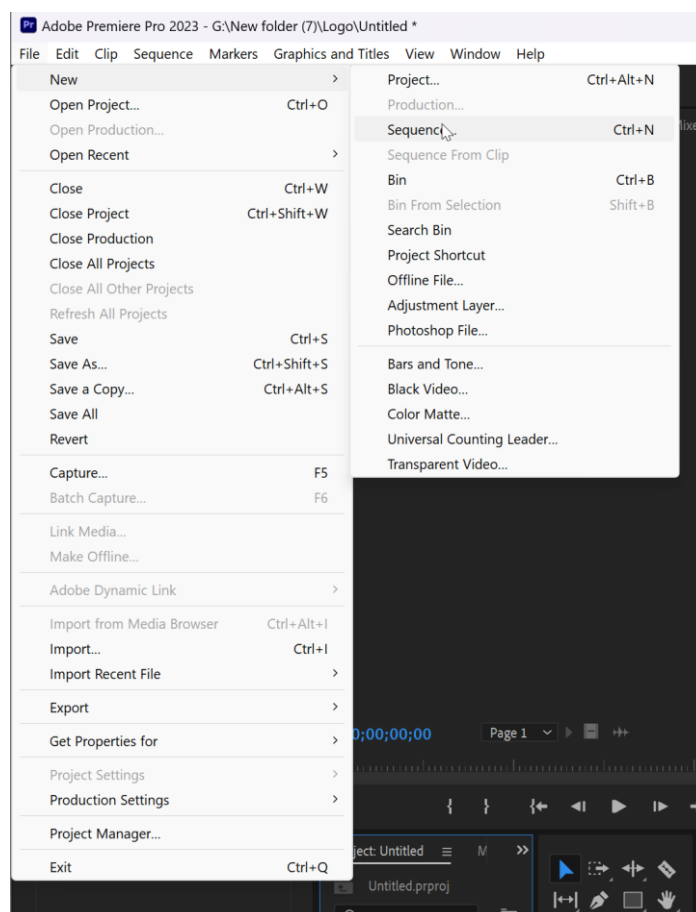 Pr Adobe Premiere Pro 2023 - G:\New folder (7)\Logo\Untitled *
File Edit Clip Sequence Markers Graphics and Titles View Window Help
New
Open Project... Ctrl+O
Open Production...
Open Recent
Close Ctrl+W
Close Project Ctrl+Shift+W
Close Production
Close All Projects
Close All Other Projects
Refresh All Projects
Save Ctrl+S
Save As... Ctrl+Shift+S
Save a Copy... Ctrl+Alt+S
Save All
Revert
Capture... F5
Batch Capture... F6
Link Media...
Make Offline...
Adobe Dynamic Link
Import from Media Browser Ctrl+Alt+I
Import... Ctrl+I
Import Recent File
Export
Get Properties for
Project Settings
Production Settings
Project Manager...
Exit Ctrl+Q
Project... Ctrl+Alt+N
Production...
Sequence... Ctrl+N
Sequence From Clip
Bin Ctrl+B
Bin From Selection Shift+B
Search Bin
Project Shortcut
Offline File...
Adjustment Layer...
Photoshop File...
Bars and Tone...
Black Video...
Color Matte...
Universal Counting Leader...
Transparent Video...
0;00;00;00 Page 1
ject: Untitled M
Untitled.prproj